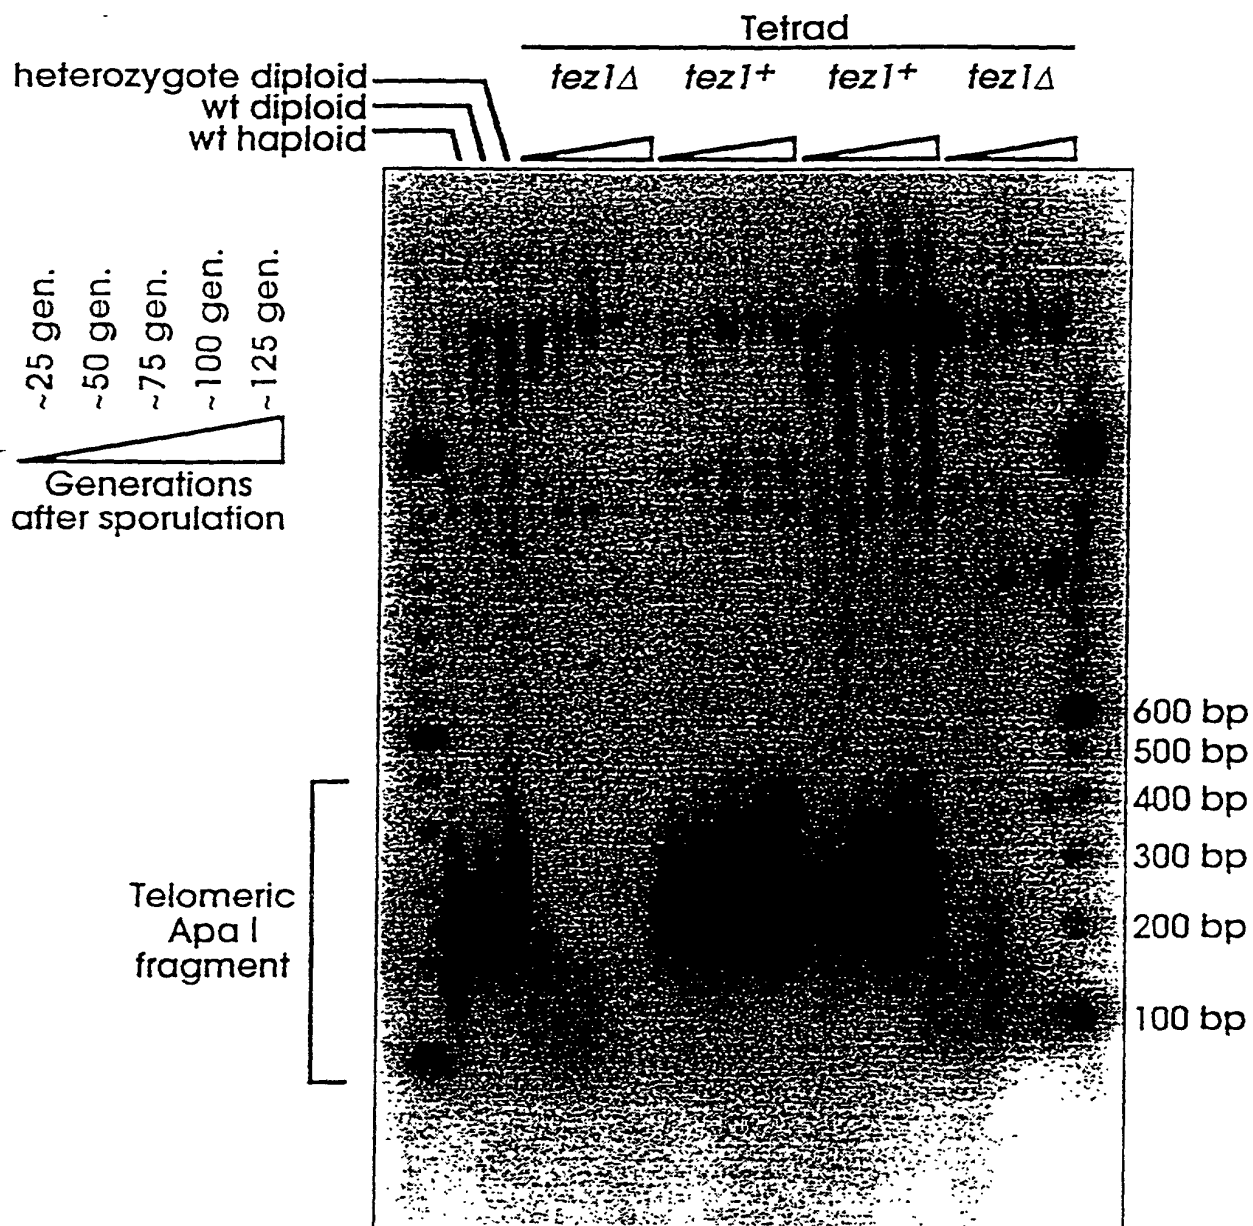 Tetrad
tez1Δ tez1+ tez1+ tez1Δ
heterozygote diploid
wt diploid
wt haploid
~25 gen.
~50 gen.
~75 gen.
~100 gen.
~125 gen.
Generations
after sporulation
600 bp
500 bp
400 bp
300 bp
200 bp
100 bp
Telomeric
Apa I
fragment